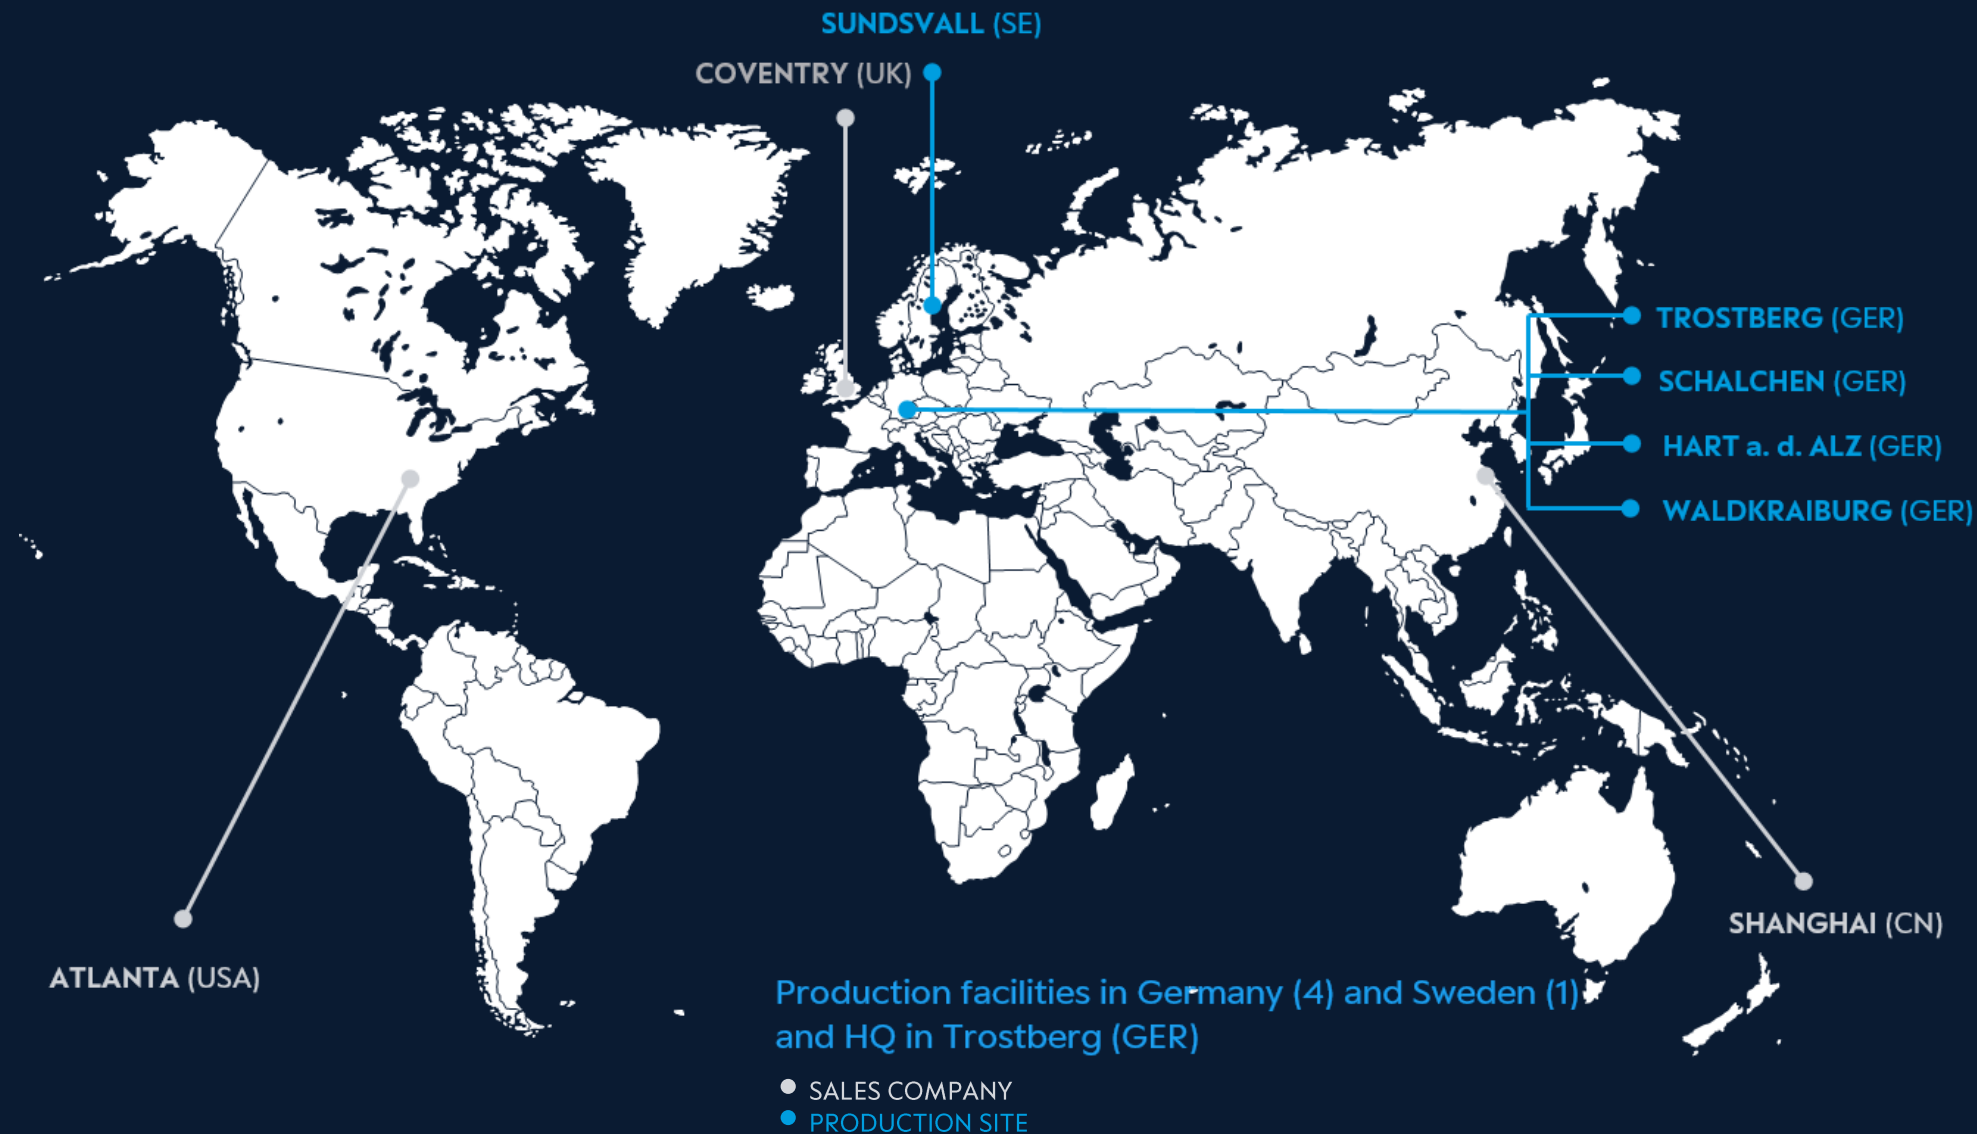 SUNDSVALL (SE)
COVENTRY (UK)
TROSTBERG (GER)
SCHALCHEN (GER)
HART a. d. ALZ (GER)
WALDKRAIBURG (GER)
SHANGHAI (CN)
ATLANTA (USA)
Production facilities in Germany (4) and Sweden (1)
and HQ in Trostberg (GER)
SALES COMPANY
PRODUCTION SITE